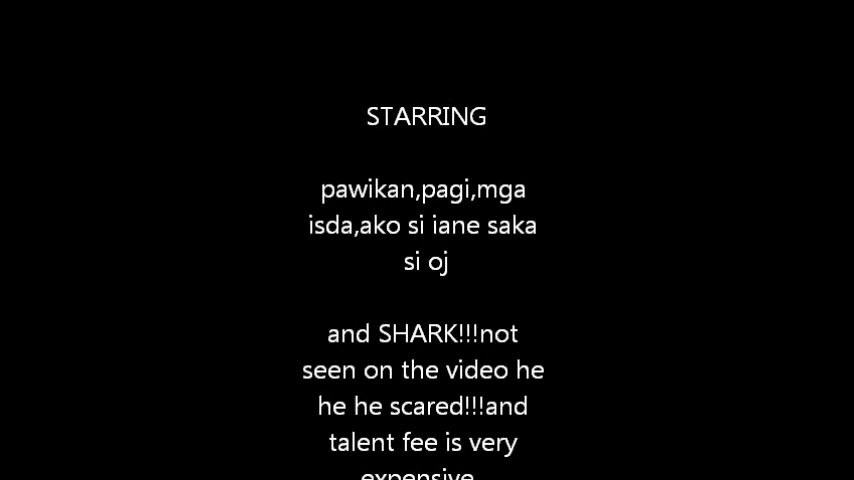 STARRING
pawikan,pagi,mga
isda,ako si iane saka
si oj
and SHARK!!!not
seen on the video he
he he scared!!!and
talent fee is very
expensive